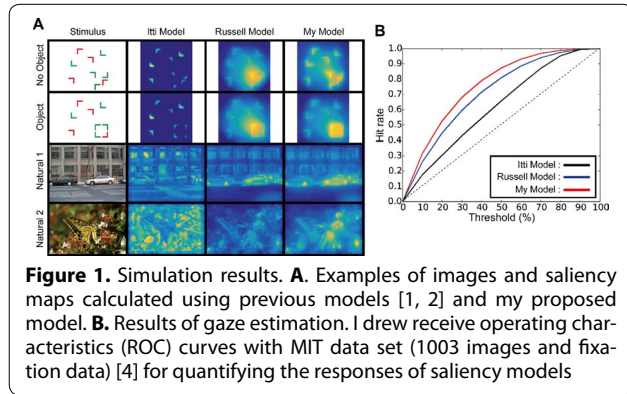 A
Stimulus Itti Model Russell Model My Model
No Object
Object
Natural 1
Natural 2
B
Hit rate
1.0
0.9
0.8
0.7
0.6
0.5
0.4
0.3
0.2
0.1
0.0
0 10 20 30 40 50 60 70 80 90 100
Threshold (%)
Itti Model :
Russell Model :
My Model :
Figure 1. Simulation results. A. Examples of images and saliency
maps calculated using previous models [1, 2] and my proposed
model. B. Results of gaze estimation. I drew receive operating char-
acteristics (ROC) curves with MIT data set (1003 images and fixa-
tion data) [4] for quantifying the responses of saliency models